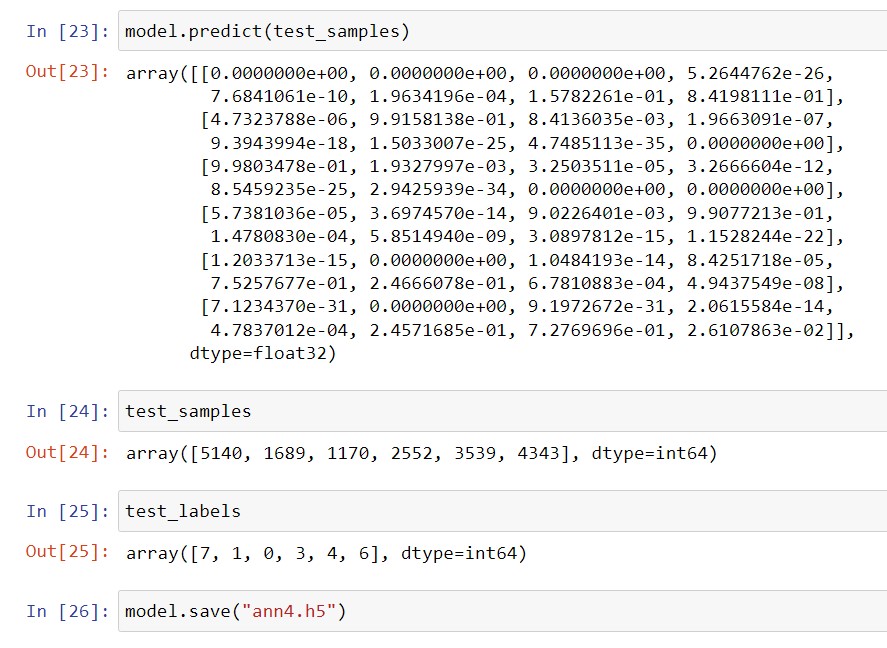 In [23]: model.predict(test_samples)
Out[23]: array([[0.0000000e+00, 0.0000000e+00, 0.0000000e+00, 5.2644762e-26,
7.6841061e-10, 1.9634196e-04, 1.5782261e-01, 8.4198111e-01],
[4.7323788e-06, 9.9158138e-01, 8.4136035e-03, 1.9663091e-07,
9.3943994e-18, 1.5033007e-25, 4.7485113e-35, 0.0000000e+00],
[9.9803478e-01, 1.9327997e-03, 3.2503511e-05, 3.2666604e-12,
8.5459235e-25, 2.9425939e-34, 0.0000000e+00, 0.0000000e+00],
[5.7381036e-05, 3.6974570e-14, 9.0226401e-03, 9.9077213e-01,
1.4780830e-04, 5.8514940e-09, 3.0897812e-15, 1.1528244e-22],
[1.2033713e-15, 0.0000000e+00, 1.0484193e-14, 8.4251718e-05,
7.5257677e-01, 2.4666078e-01, 6.7810883e-04, 4.9437549e-08],
[7.1234370e-31, 0.0000000e+00, 9.1972672e-31, 2.0615584e-14,
4.7837012e-04, 2.4571685e-01, 7.2769696e-01, 2.6107863e-02]],
dtype=float32)
In [24]: test_samples
Out[24]: array([5140, 1689, 1170, 2552, 3539, 4343], dtype=int64)
In [25]: test_labels
Out[25]: array([7, 1, 0, 3, 4, 6], dtype=int64)
In [26]: model.save("ann4.h5")